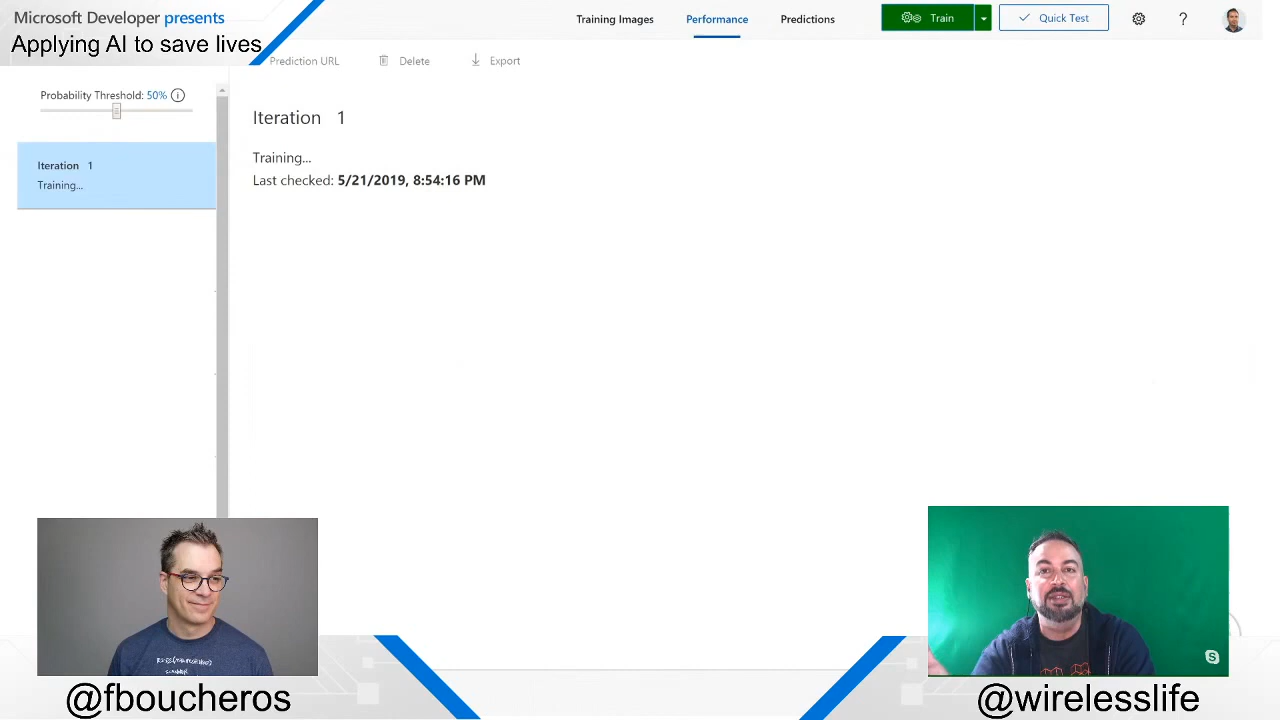 Microsoft Developer presents
Applying AI to save lives
Training Images
Performance
Predictions
Train
Quick Test
?
Prediction URL
Delete
Export
Probability Threshold: 50%
Iteration 1
Training...
Iteration 1
Training...
Last checked: 5/21/2019, 8:54:16 PM
@fboucheros
@wirelesslife